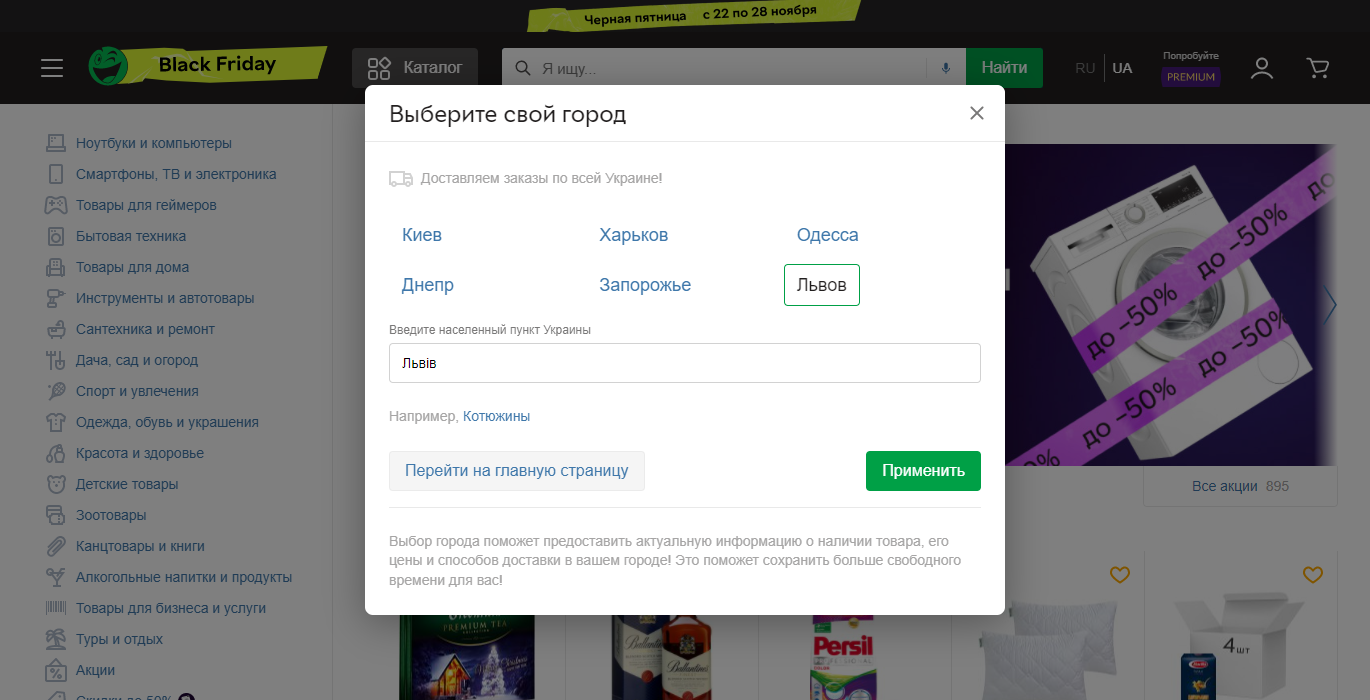 Черная пятница с 22 по 28 ноября
Black Friday
Каталог
Я ищу...
Найти
RU UA
Попробуйте
PREMIUM
Ноутбуки и компьютеры
Смартфоны, ТВ и электроника
Товары для геймеров
Бытовая техника
Товары для дома
Инструменты и автотовары
Сантехника и ремонт
Дача, сад и огород
Спорт и увлечения
Одежда, обувь и украшения
Красота и здоровье
Детские товары
Зоотовары
Канцтовары и книги
Алкогольные напитки и продукты
Товары для бизнеса и услуги
Туры и отдых
Акции
Скидки до 50%
Выберите свой город
Доставляем заказы по всей Украине!
Киев Харьков Одесса
Днепр Запорожье Львов
Введите населенный пункт Украины
Львів
Например, Котюжины
Перейти на главную страницу
Применить
Выбор города поможет предоставить актуальную информацию о наличии товара, его
цены и способов доставки в вашем городе! Это поможет сохранить больше свободного
времени для вас!
до -50% до
до -50% до -50%
до -50%
Все акции 895
PREMIUM TEA
Ballantine's
Persil
4 шт